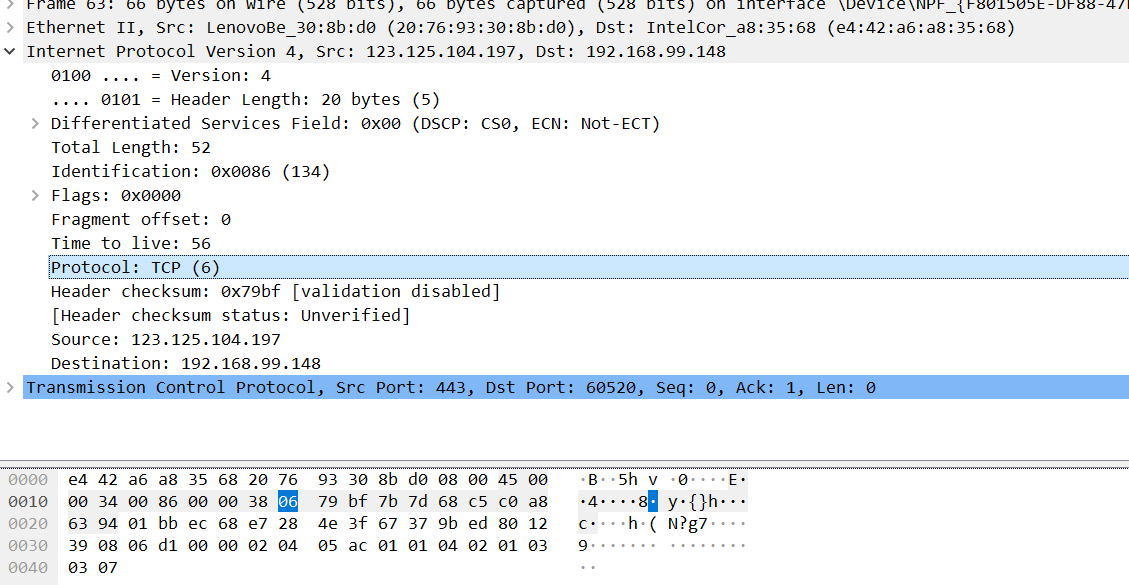 Frame 63: 66 bytes on wire (528 bits), 66 bytes captured (528 bits) on interface \Device\NPF_{F801505E-DF88-47
Ethernet II, Src: LenovoBe_30:8b:d0 (20:76:93:30:8b:d0), Dst: IntelCor_a8:35:68 (e4:42:a6:a8:35:68)
Internet Protocol Version 4, Src: 123.125.104.197, Dst: 192.168.99.148
0100 .... = Version: 4
.... 0101 = Header Length: 20 bytes (5)
Differentiated Services Field: 0x00 (DSCP: CS0, ECN: Not-ECT)
Total Length: 52
Identification: 0x0086 (134)
Flags: 0x0000
Fragment offset: 0
Time to live: 56
Protocol: TCP (6)
Header checksum: 0x79bf [validation disabled]
[Header checksum status: Unverified]
Source: 123.125.104.197
Destination: 192.168.99.148
Transmission Control Protocol, Src Port: 443, Dst Port: 60520, Seq: 0, Ack: 1, Len: 0
0000 e4 42 a6 a8 35 68 20 76 93 30 8b d0 08 00 45 00 ·B··5h v ·0····E·
0010 00 34 00 86 00 00 38 06 79 bf 7b 7d 68 c5 c0 a8 ·4····8· y·{}h···
0020 63 94 01 bb ec 68 e7 28 4e 3f 67 37 9b ed 80 12 c····h·( N?g7····
0030 39 08 06 d1 00 00 02 04 05 ac 01 01 04 02 01 03 9······· ········
0040 03 07 ··